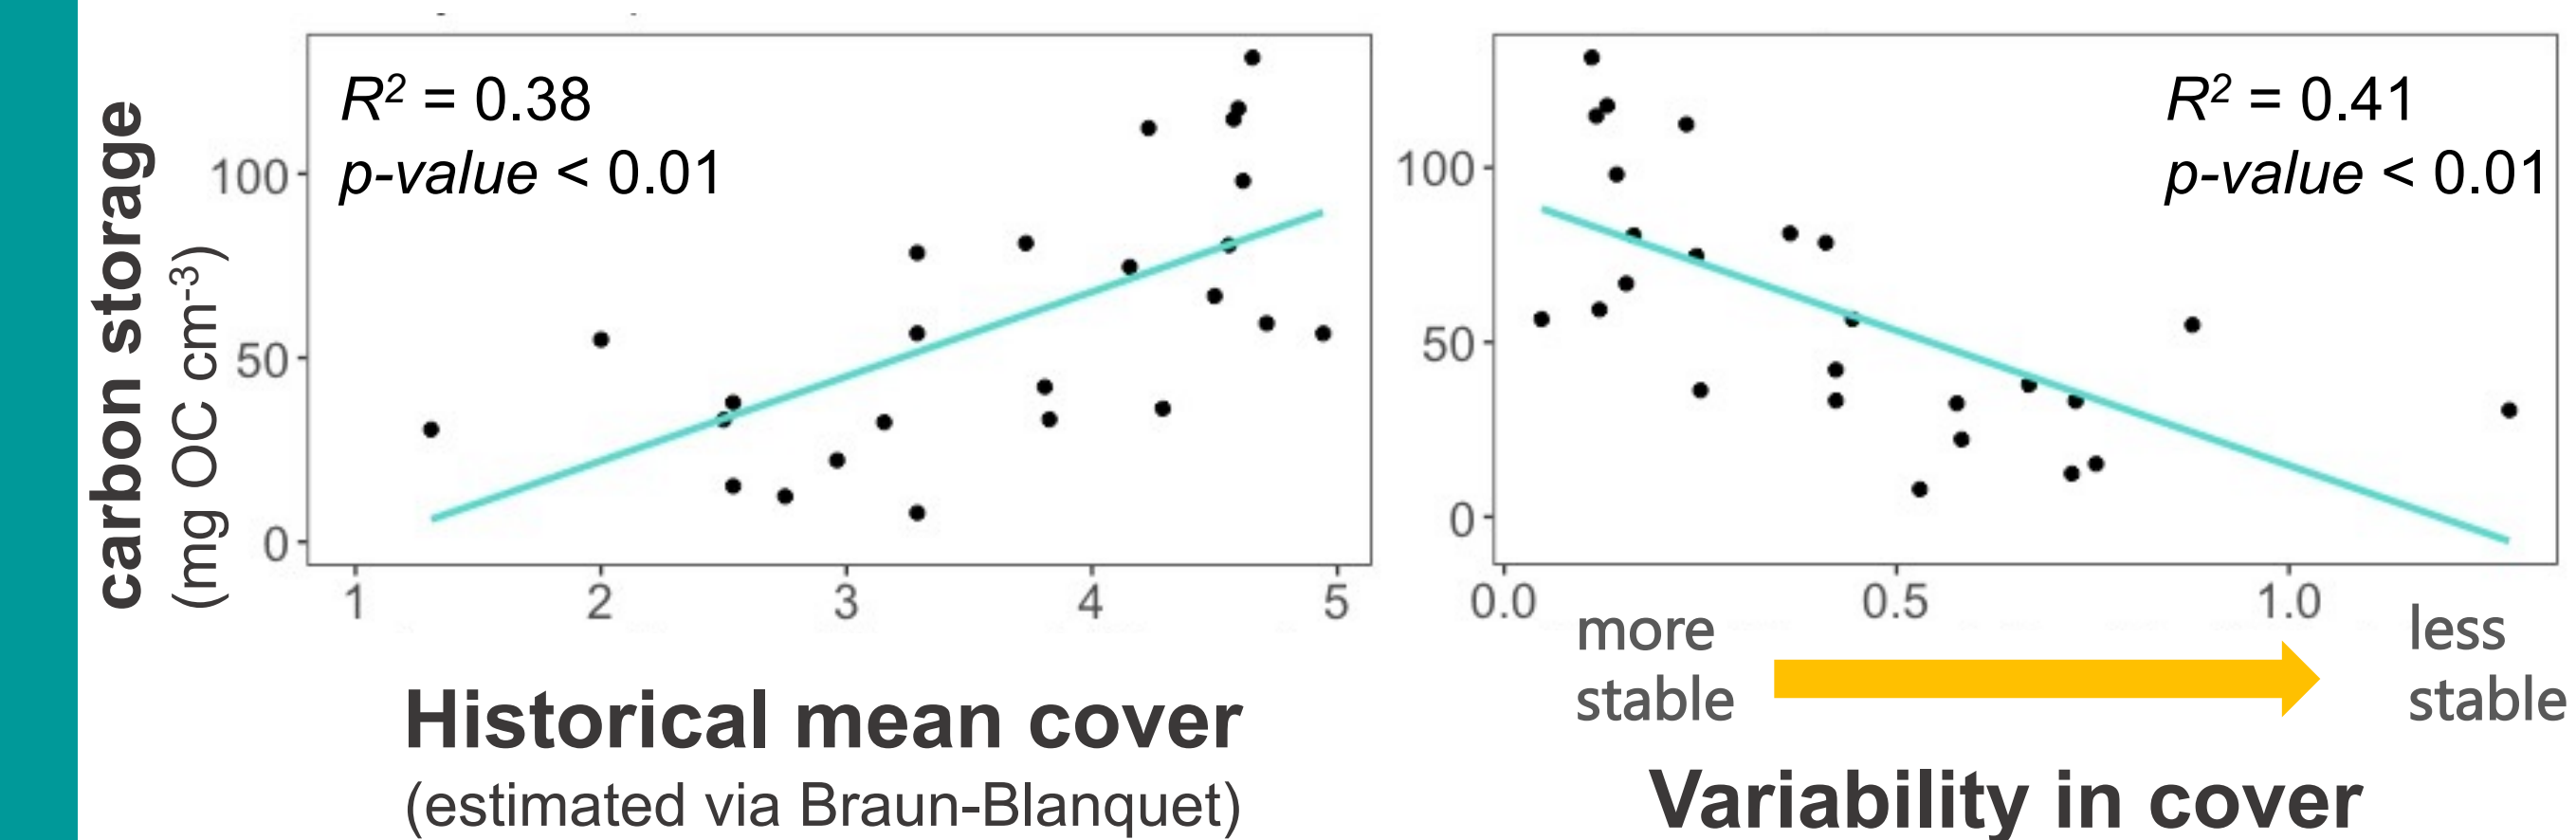 carbon storage
(mg OC cm⁻³)
R² = 0.38
p-value < 0.01
100
50
0
1 2 3 4 5
Historical mean cover
(estimated via Braun-Blanquet)
R² = 0.41
p-value < 0.01
100
50
0
0.0 0.5 1.0
more
stable
less
stable
Variability in cover